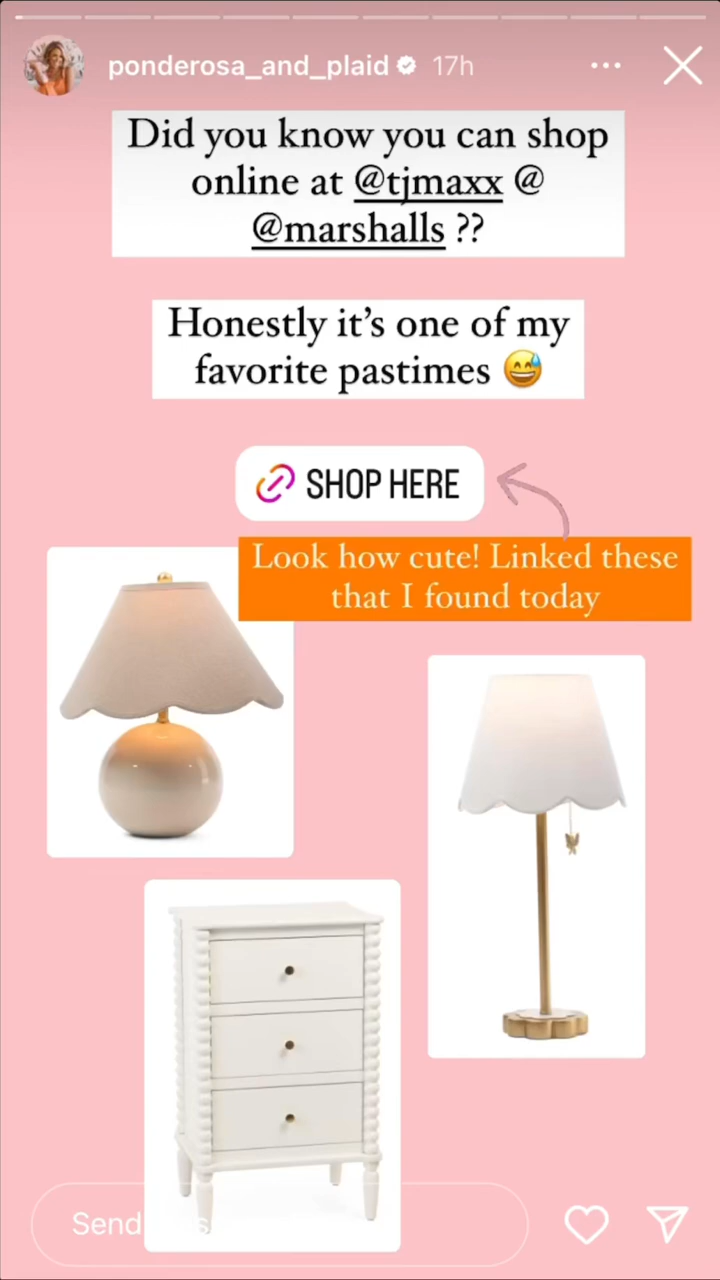 ponderosa_and_plaid 17h
Did you know you can shop
online at @tjmaxx @
@marshalls ??
Honestly it's one of my
favorite pastimes 😅
SHOP HERE
Look how cute! Linked these
that I found today
Send